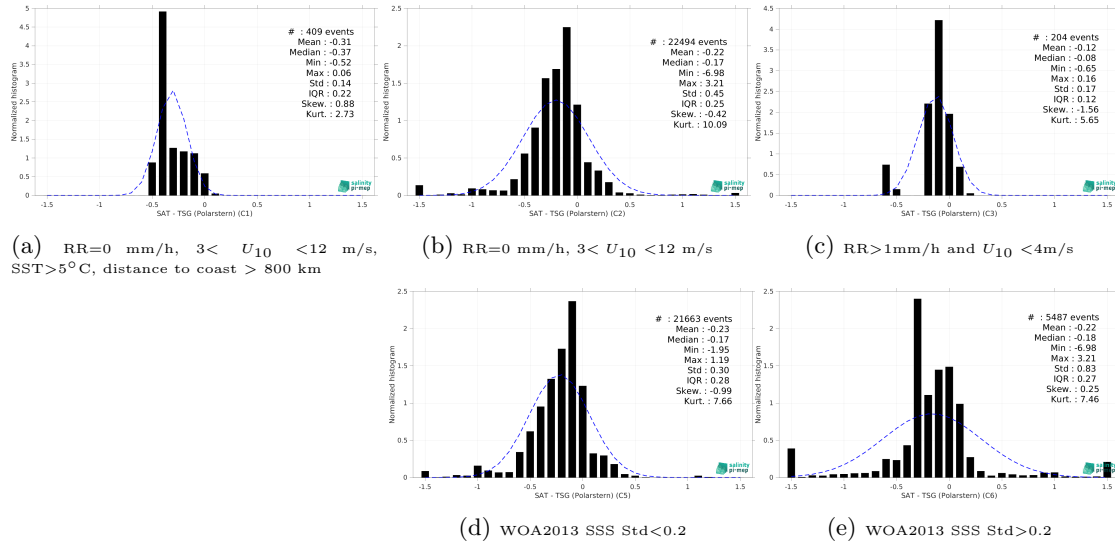 5
4.5
4
3.5
3
2.5
2
1.5
1
0.5
0
Normalized histogram
# : 409 events
Mean : -0.31
Median : -0.37
Min : -0.52
Max : 0.06
Std : 0.14
IQR : 0.22
Skew. : 0.88
Kurt. : 2.73
salinity
pi-mep
-1.5 -1 -0.5 0 0.5 1 1.5
SAT - TSG (Polarstern) (C1)
(a) RR=0 mm/h, 3< U10 <12 m/s,
SST>5°C, distance to coast > 800 km
2.5
2
1.5
1
0.5
0
Normalized histogram
# : 22494 events
Mean : -0.22
Median : -0.17
Min : -6.98
Max : 3.21
Std : 0.45
IQR : 0.25
Skew. : -0.42
Kurt. : 10.09
salinity
pi-mep
-1.5 -1 -0.5 0 0.5 1 1.5
SAT - TSG (Polarstern) (C2)
(b) RR=0 mm/h, 3< U10 <12 m/s
4.5
4
3.5
3
2.5
2
1.5
1
0.5
0
Normalized histogram
# : 204 events
Mean : -0.12
Median : -0.08
Min : -0.65
Max : 0.16
Std : 0.17
IQR : 0.12
Skew. : -1.56
Kurt. : 5.65
salinity
pi-mep
-1.5 -1 -0.5 0 0.5 1 1.5
SAT - TSG (Polarstern) (C3)
(c) RR>1mm/h and U10 <4m/s
2.5
2
1.5
1
0.5
0
Normalized histogram
# : 21663 events
Mean : -0.23
Median : -0.17
Min : -1.95
Max : 1.19
Std : 0.30
IQR : 0.28
Skew. : -0.99
Kurt. : 7.66
salinity
pi-mep
-1.5 -1 -0.5 0 0.5 1 1.5
SAT - TSG (Polarstern) (C5)
(d) WOA2013 SSS Std<0.2
2.5
2
1.5
1
0.5
0
Normalized histogram
# : 5487 events
Mean : -0.22
Median : -0.18
Min : -6.98
Max : 3.21
Std : 0.83
IQR : 0.27
Skew. : 0.25
Kurt. : 7.46
salinity
pi-mep
-1.5 -1 -0.5 0 0.5 1 1.5
SAT - TSG (Polarstern) (C6)
(e) WOA2013 SSS Std>0.2